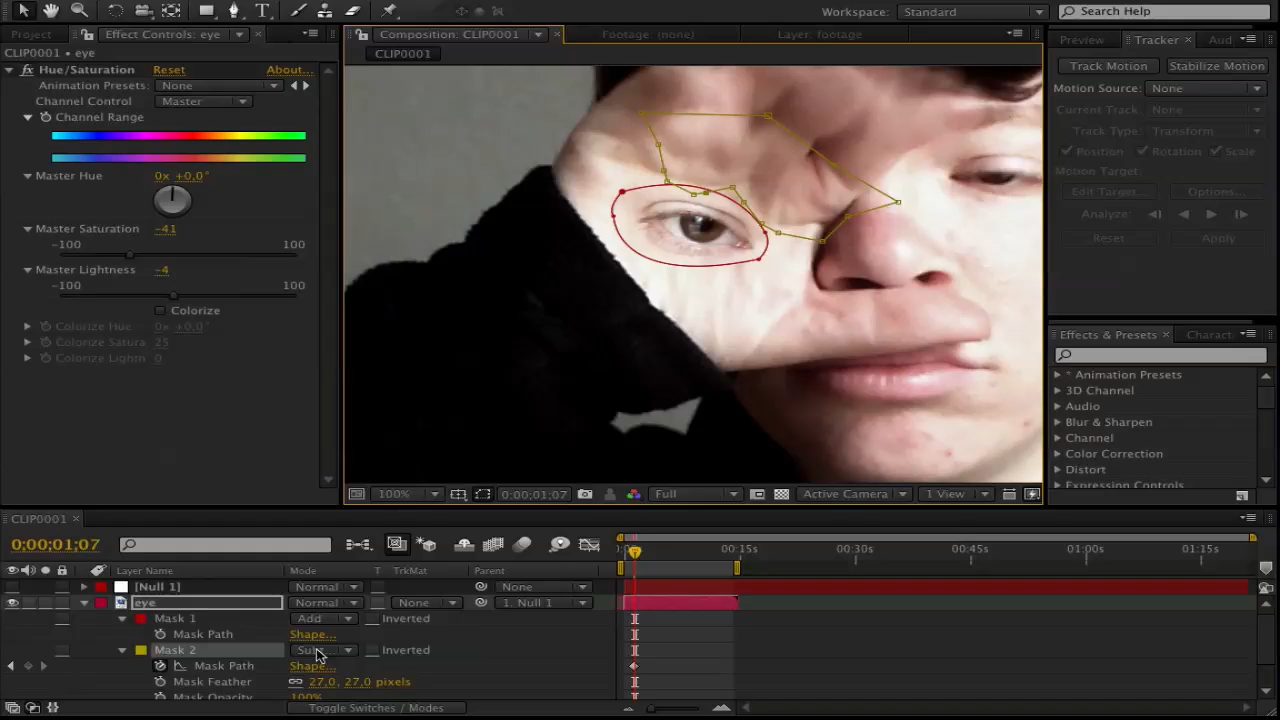 Workspace: Standard Search Help
Project Effect Controls: eye Composition: CLIP0001 Footage: (none) Layer: footage Preview Tracker Aud
CLIP0001 • eye CLIP0001
fx Hue/Saturation Reset About... Track Motion Stabilize Motion
Animation Presets: None Motion Source: None
Channel Control Master Current Track None
Channel Range Track Type: Transform
Position Rotation Scale
Motion Target:
Master Hue 0x +0,0° Edit Target... Options...
Analyze:
Master Saturation -41 Reset Apply
-100 100
Master Lightness -4
-100 100
Colorize
Colorize Hue 0x +0,0° Effects & Presets Charact
Colorize Satura 25
Colorize Lightn 0
* Animation Presets
3D Channel
Audio
Blur & Sharpen
Channel
Color Correction
Distort
Expression Controls
100% 0;00;01;07 Full Active Camera 1 View
CLIP0001
0;00;01;07 00:15s 00:30s 00:45s 01:00s 01:15s
Layer Name Mode T TrkMat Parent
[Null 1] Normal None
eye Normal None 1. Null 1
Mask 1 Add Inverted
Mask Path Shape...
Mask 2 Inverted
Mask Path Shape...
Mask Feather 27,0, 27,0 pixels
Mask Opacity 100%
Toggle Switches / Modes